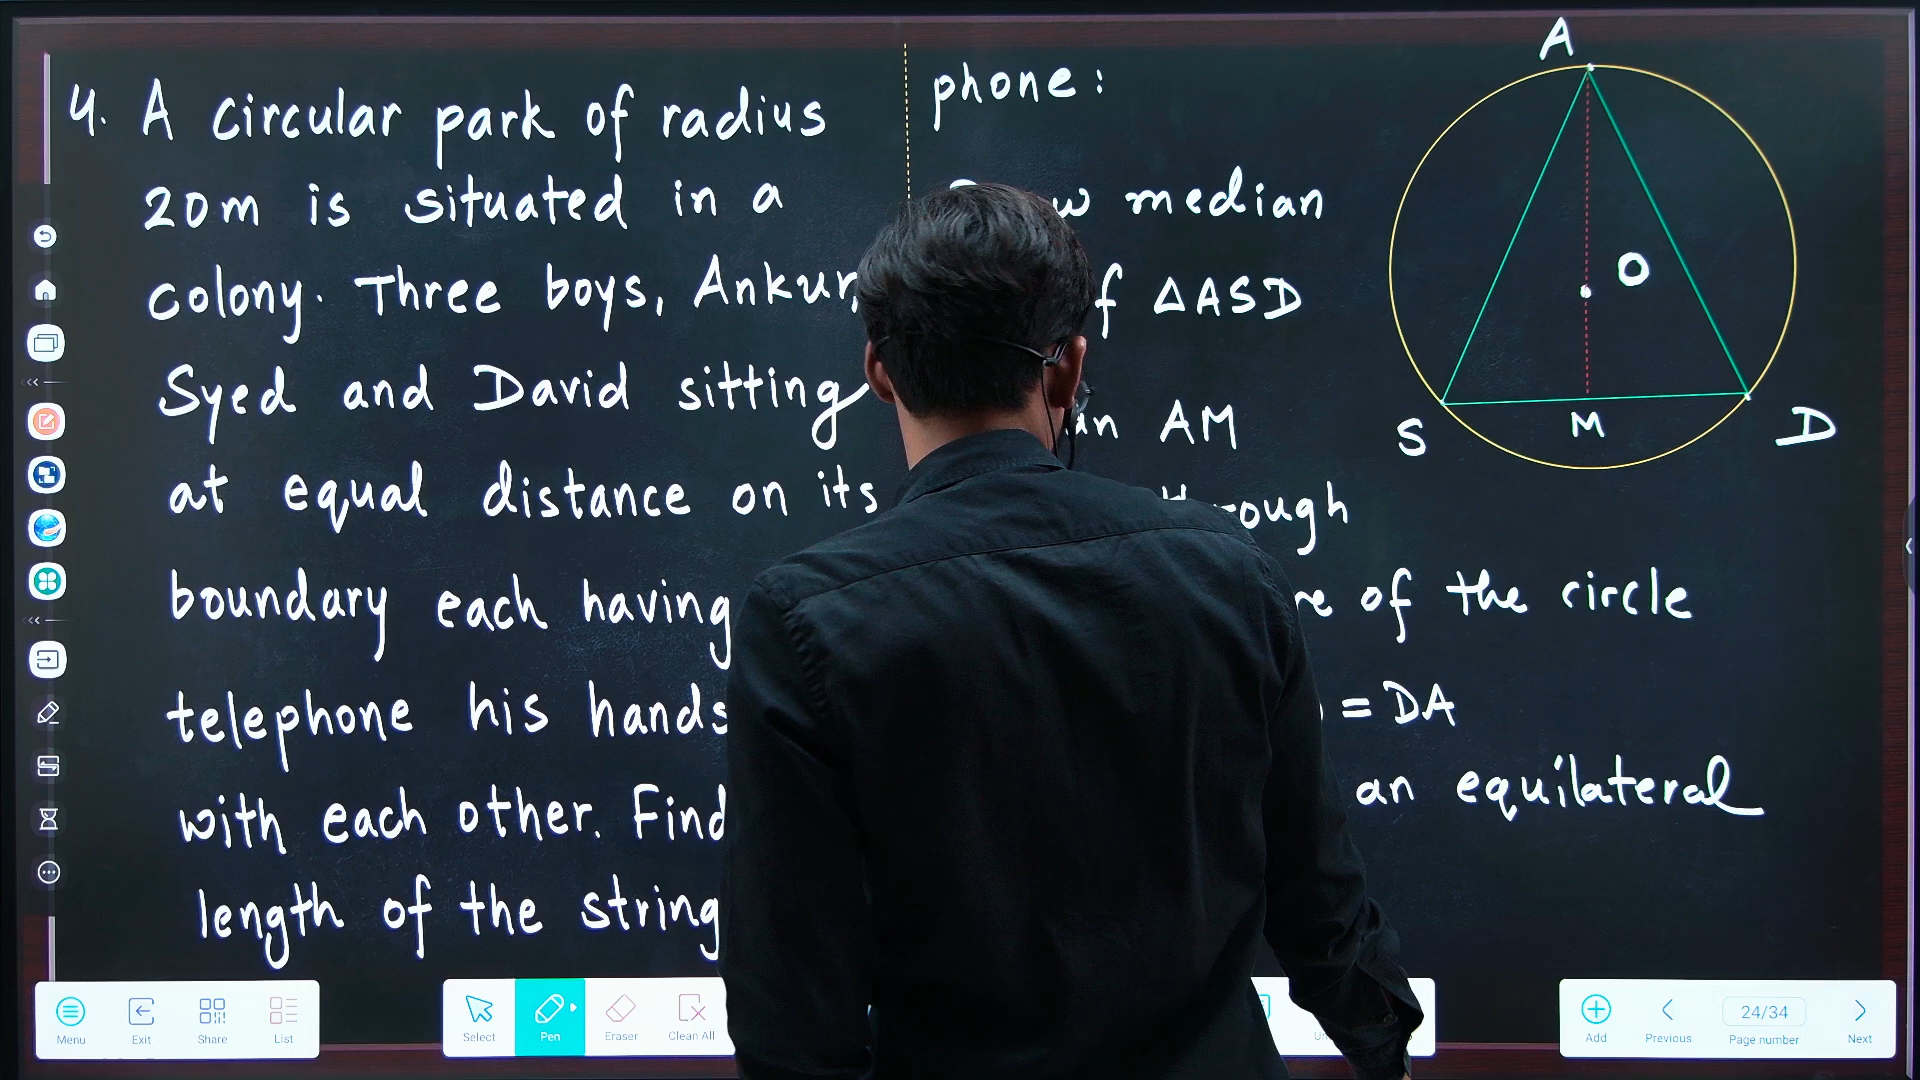 4. A circular park of radius
20m is situated in a
colony. Three boys, Ankur,
Syed and David sitting
at equal distance on its
boundary each having
telephone his hands
with each other. Find
length of the string
phone:
median
of ΔASD
AM
of the circle
= DA
an equilateral
A
O
S
M
D
Menu
Exit
Share
List
Select
Pen
Eraser
Clean All
Add
Previous
24/34
Page number
Next